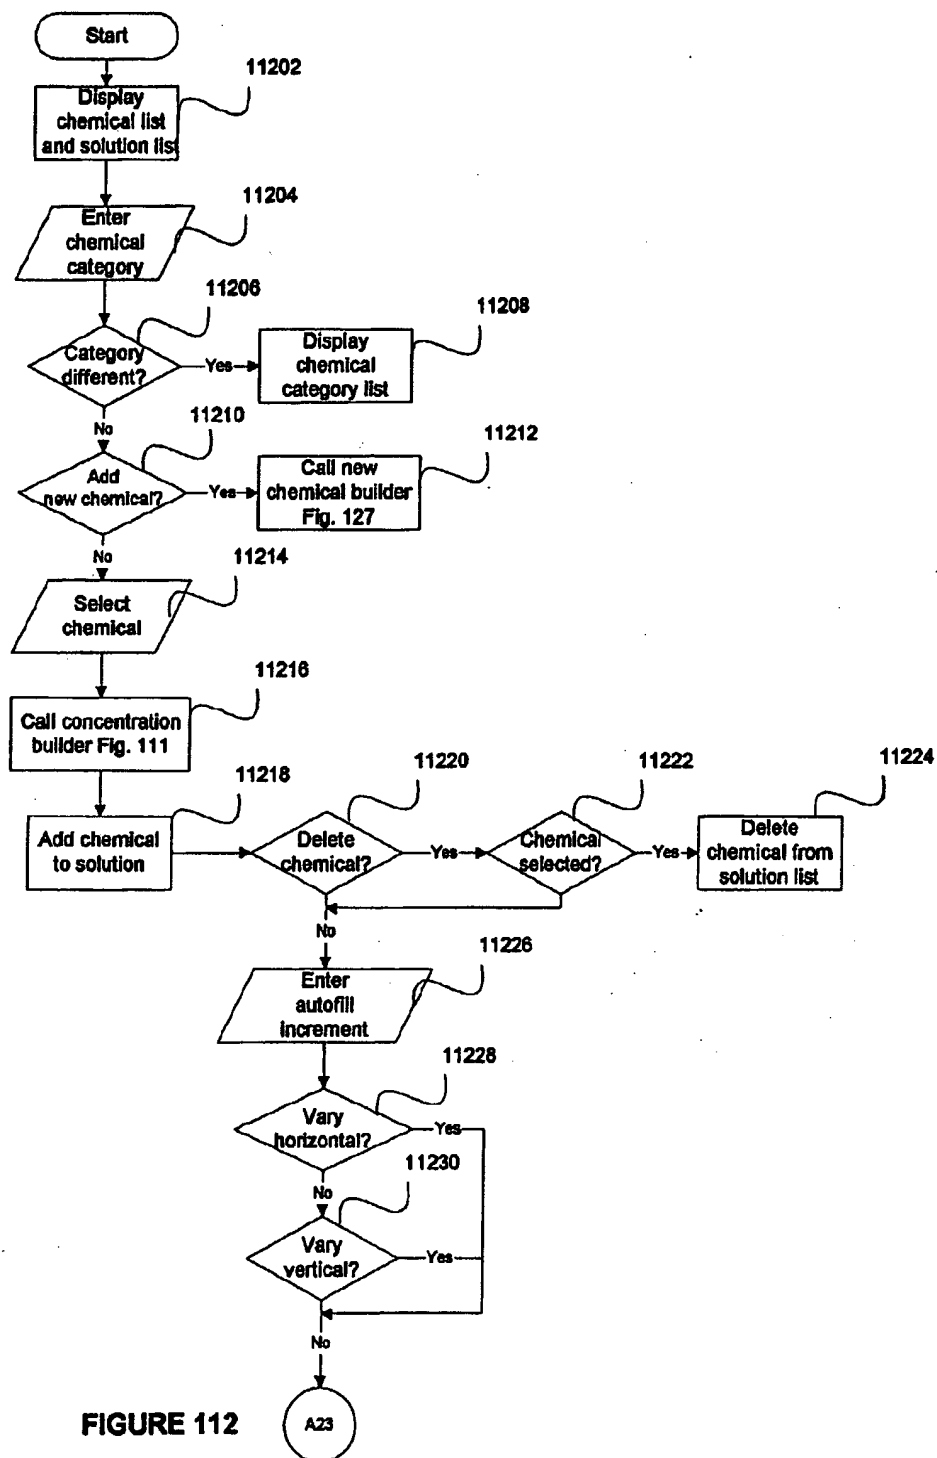 Start
11202
Display
chemical list
and solution list
11204
Enter
chemical
category
11206
Category
different?
Yes
11208
Display
chemical
category list
No
11210
Add
new chemical?
Yes
11212
Call new
chemical builder
Fig. 127
No
11214
Select
chemical
11216
Call concentration
builder Fig. 111
11218
Add chemical
to solution
11220
Delete
chemical?
Yes
11222
Chemical
selected?
Yes
11224
Delete
chemical from
solution list
No
11226
Enter
autofill
increment
11228
Vary
horizontal?
Yes
No
11230
Vary
vertical?
Yes
No
A23
FIGURE 112